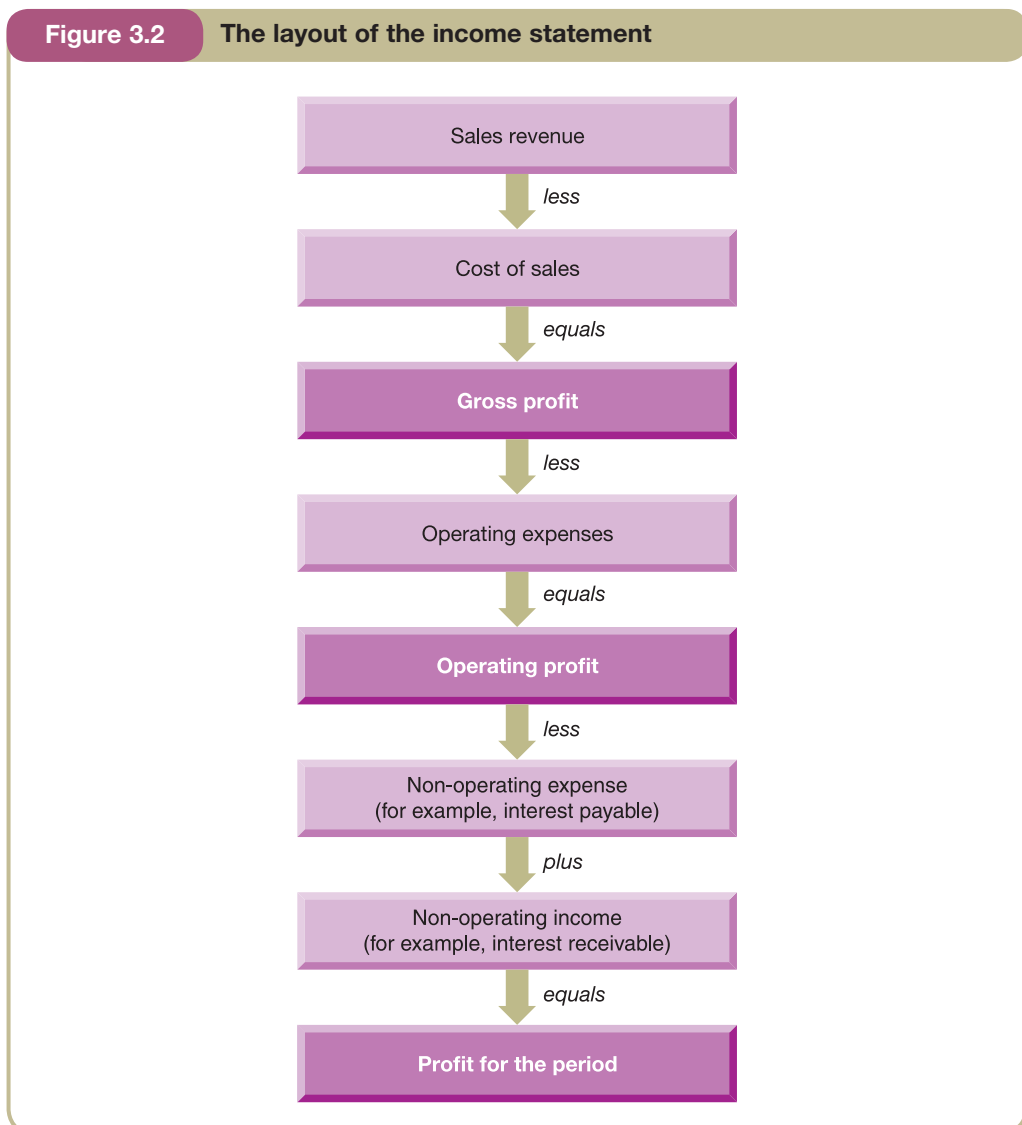 Figure 3.2
The layout of the income statement
Sales revenue
less
Cost of sales
equals
Gross profit
less
Operating expenses
equals
Operating profit
less
Non-operating expense
(for example, interest payable)
plus
Non-operating income
(for example, interest receivable)
equals
Profit for the period